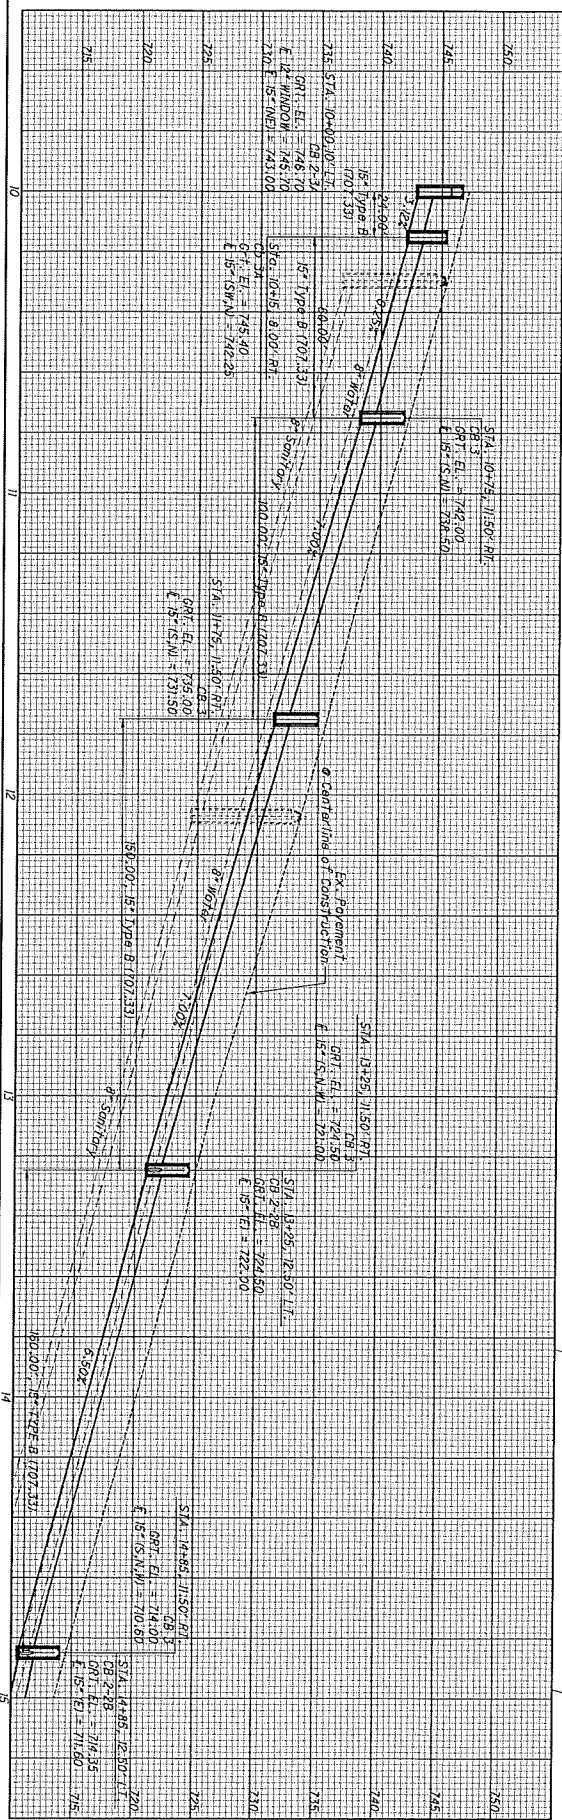 750
745
740
735
730
725
720
715
STA. 10+00, 10' LT.
CB 2-3
GRT. EL. = 746.70
E 12" WINDOW = 745.70
E 15" (NE) = 743.00
24.00'
15" Type B
(707.33)
3.12%
Sta. 10+15, 8.00' RT.
CB 3A
Grt. EL. = 745.40
E 15" (SW,N) = 742.25
60.00'
15" Type B (707.33)
6.25%
8" Water
8" Sanitary
STA. 10+75, 11.50' RT.
CB 3
GRT. EL. = 742.00
E 15" (S,N) = 738.50
100.00', 15" Type B (707.33)
7.00%
STA. 11+75, 11.50' RT.
CB 3
GRT. EL. = 735.00
E 15" (S,N) = 731.50
Ex. Pavement
@ Centerline of Construction
8" Water
150.00', 15" Type B (707.33)
7.00%
8" Sanitary
STA. 13+25, 11.50' RT.
CB 3
GRT. EL. = 724.50
E 15" (S,N,W) = 721.00
STA. 13+25, 12.50' LT.
CB 2-2B
GRT. EL. = 724.50
E 15" (E) = 722.00
160.00', 15" TYPE B (707.33)
6.50%
STA. 14+85, 11.50' RT.
CB 3
GRT. EL. = 714.00
E 15" (S,N,W) = 710.60
STA. 14+85, 12.50' LT.
CB 2-2B
GRT. EL. = 714.35
E 15" (E) = 711.60
750
745
740
735
730
725
720
715
10
11
12
13
14
15